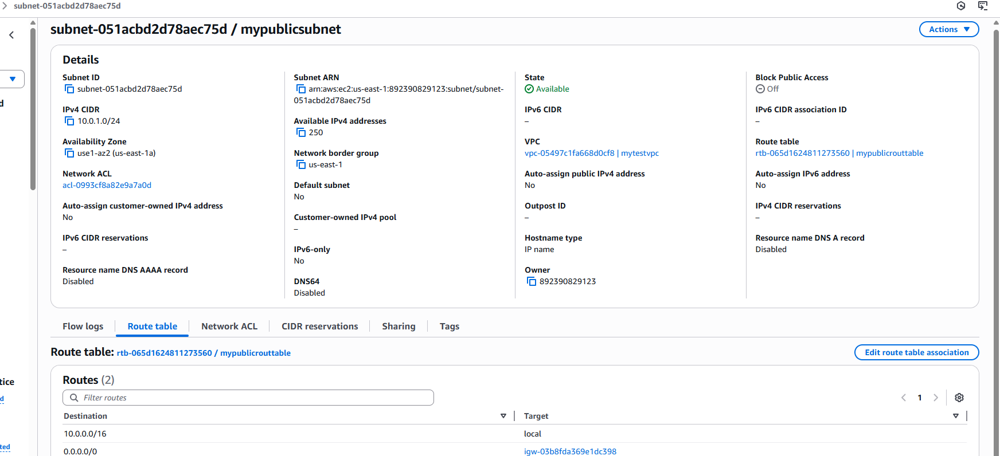 subnet-051acbd2d78aec75d
subnet-051acbd2d78aec75d / mypublicsubnet
Actions
Details
Subnet ID
subnet-051acbd2d78aec75d
IPv4 CIDR
10.0.1.0/24
Availability Zone
use1-az2 (us-east-1a)
Network ACL
acl-0993cf8a82e9a7a0d
Auto-assign customer-owned IPv4 address
No
IPv6 CIDR reservations
–
Resource name DNS AAAA record
Disabled
Subnet ARN
arn:aws:ec2:us-east-1:892390829123:subnet/subnet-
051acbd2d78aec75d
Available IPv4 addresses
250
Network border group
us-east-1
Default subnet
No
Customer-owned IPv4 pool
–
IPv6-only
No
DNS64
Disabled
State
Available
IPv6 CIDR
–
VPC
vpc-05497c1fa668d0cf8 | mytestvpc
Auto-assign public IPv4 address
No
Outpost ID
–
Hostname type
IP name
Owner
892390829123
Block Public Access
Off
IPv6 CIDR association ID
–
Route table
rtb-065d1624811273560 | mypublicrouttable
Auto-assign IPv6 address
No
IPv4 CIDR reservations
–
Resource name DNS A record
Disabled
d
tice
d
ted
Flow logs Route table Network ACL CIDR reservations Sharing Tags
Route table: rtb-065d1624811273560 / mypublicrouttable
Edit route table association
Routes (2)
Filter routes
1
Destination Target
10.0.0.0/16 local
0.0.0.0/0 igw-03b8fda369e1dc398